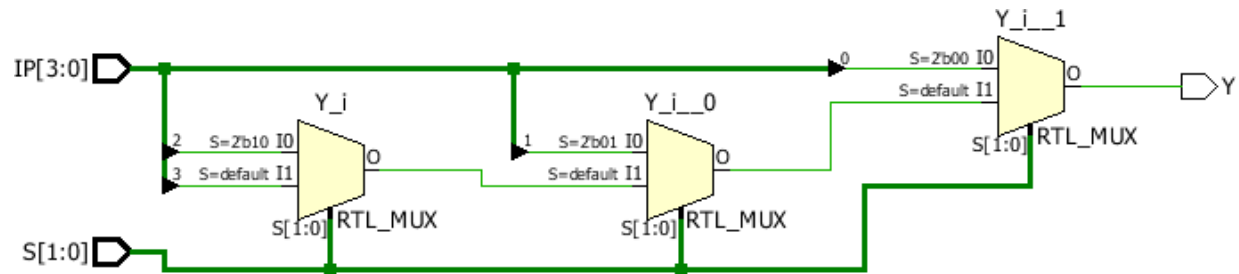 Y_i__1
IP[3:0]
0
S=2'b00 I0
O
Y
S=default I1
Y_i
Y_i__0
S[1:0]
RTL_MUX
2
S=2'b10 I0
O
1
S=2'b01 I0
O
3
S=default I1
S=default I1
S[1:0]
RTL_MUX
S[1:0]
RTL_MUX
S[1:0]